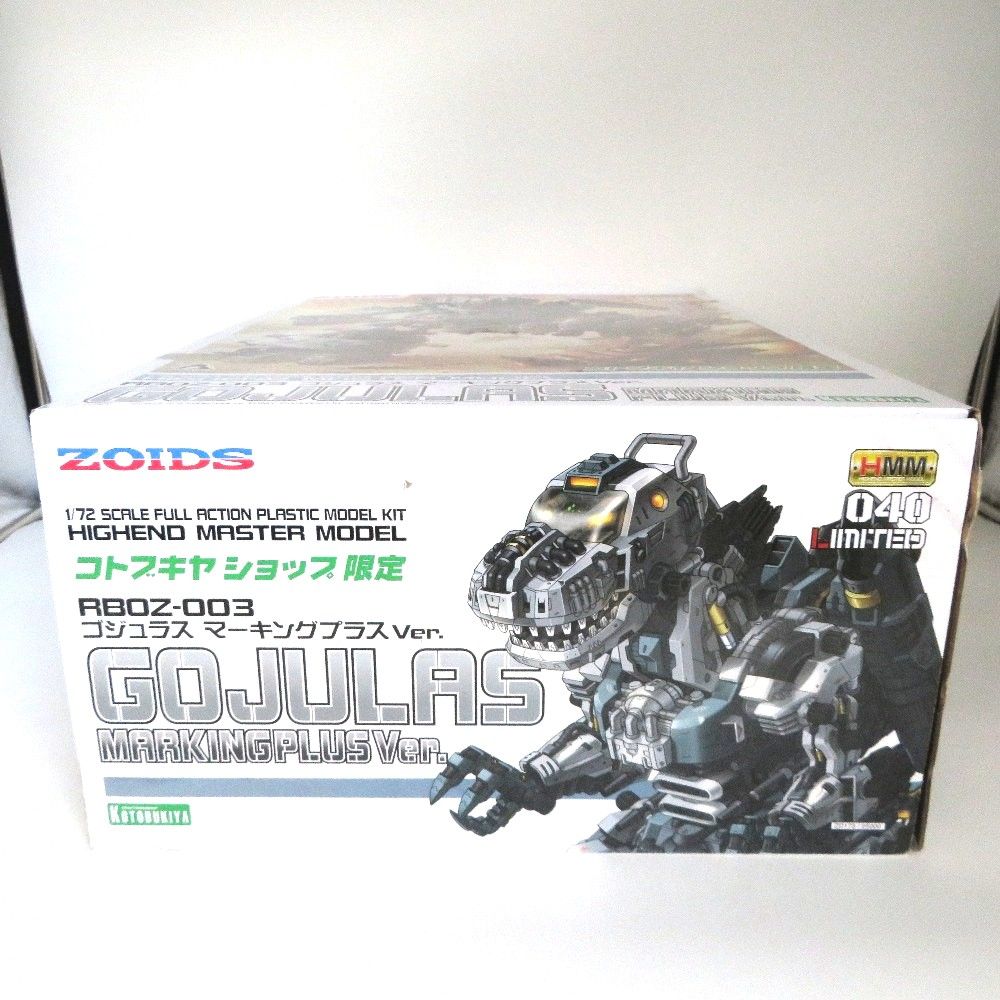 ZOIDS
GOJULAS
ZOIDS
1/72 SCALE FULL ACTION PLASTIC MODEL KIT
HIGHEND MASTER MODEL
コトブキヤ ショップ 限定
RBOZ-003
ゴジュラス マーキングプラスVer.
GOJULAS
MARKINGPLUS Ver.
KOTOBUKIYA
HMM
040
LIMITED